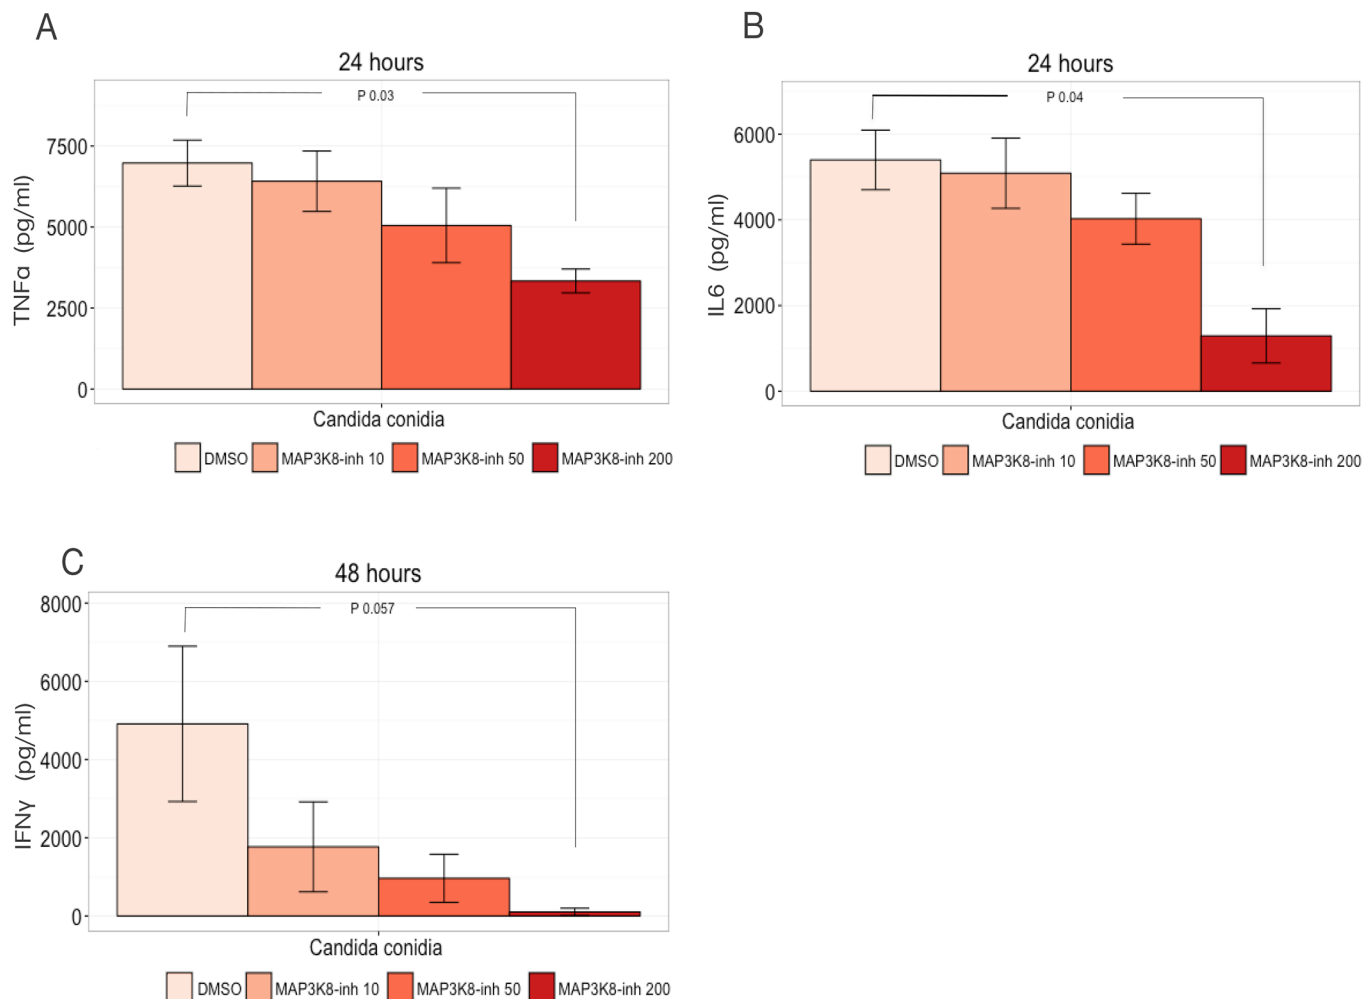 A
24 hours
P 0.03
7500
5000
2500
0
TNFα (pg/ml)
Candida conidia
DMSO MAP3K8-inh 10 MAP3K8-inh 50 MAP3K8-inh 200
B
24 hours
P 0.04
6000
4000
2000
0
IL6 (pg/ml)
Candida conidia
DMSO MAP3K8-inh 10 MAP3K8-inh 50 MAP3K8-inh 200
C
48 hours
P 0.057
8000
6000
4000
2000
0
IFNγ (pg/ml)
Candida conidia
DMSO MAP3K8-inh 10 MAP3K8-inh 50 MAP3K8-inh 200